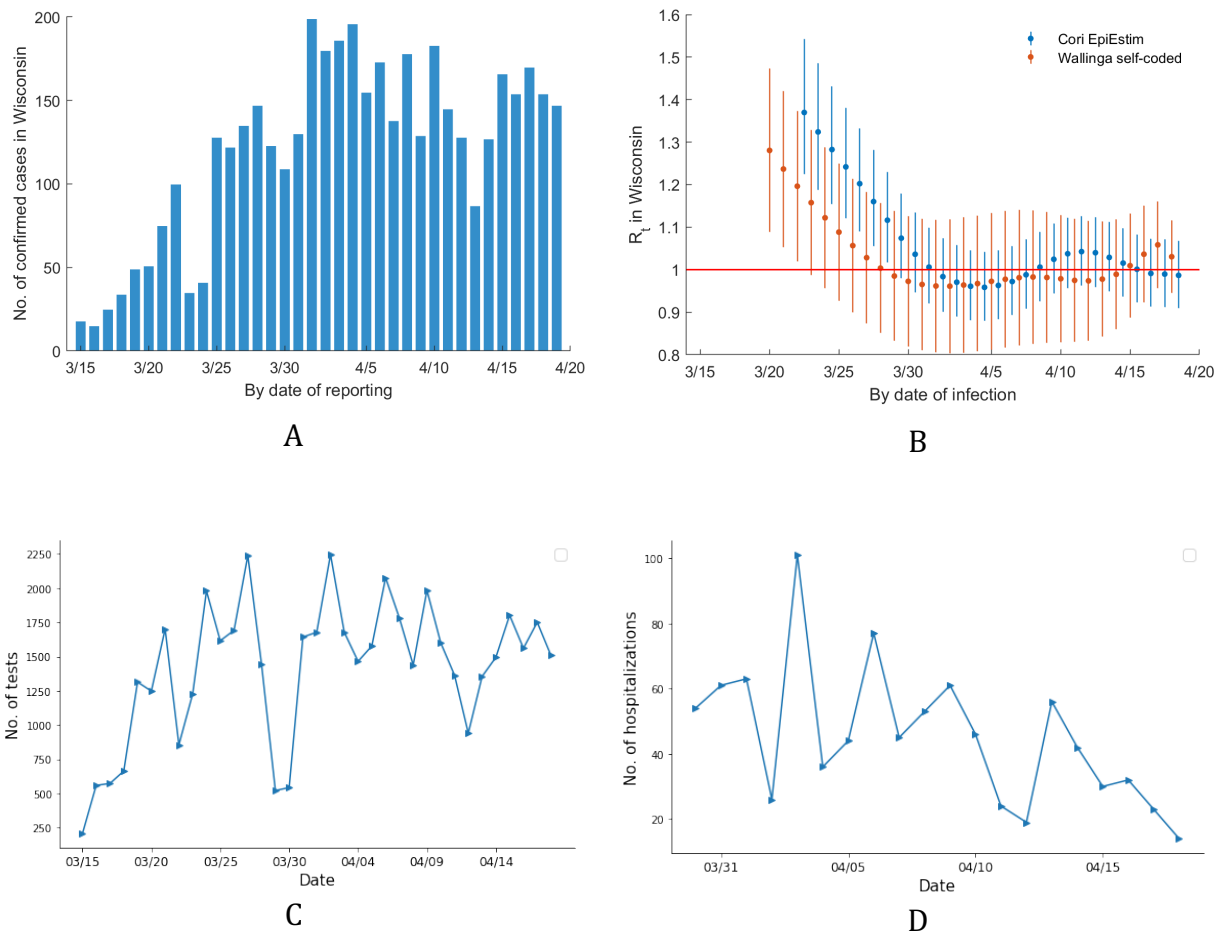 No. of confirmed cases in Wisconsin
200
150
100
50
0
3/15 3/20 3/25 3/30 4/5 4/10 4/15 4/20
By date of reporting
A
R_t in Wisconsin
1.6
1.5
1.4
1.3
1.2
1.1
1
0.9
0.8
Cori EpiEstim
Wallinga self-coded
3/15 3/20 3/25 3/30 4/5 4/10 4/15 4/20
By date of infection
B
No. of tests
2250
2000
1750
1500
1250
1000
750
500
250
03/15 03/20 03/25 03/30 04/04 04/09 04/14
Date
C
No. of hospitalizations
100
80
60
40
20
03/31 04/05 04/10 04/15
Date
D